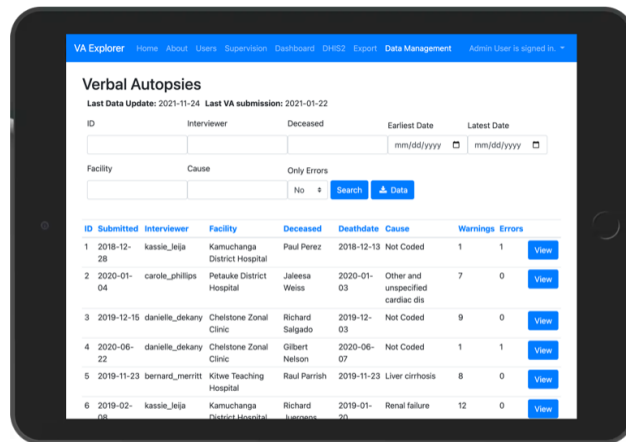 VA Explorer Home About Users Supervision Dashboard DHIS2 Export Data Management Admin User is signed in.
Verbal Autopsies
Last Data Update: 2021-11-24 Last VA submission: 2021-01-22
ID Interviewer Deceased Earliest Date Latest Date
mm/dd/yyyy mm/dd/yyyy
Facility Cause Only Errors
No Search Data
ID Submitted Interviewer Facility Deceased Deathdate Cause Warnings Errors
1 2018-12- kassie_leija Kamuchanga Paul Perez 2018-12-13 Not Coded 1 1 View
28 District Hospital
2 2020-01- carole_phillips Petauke District Jaleesa 2020-01- Other and 7 0 View
04 Hospital Weiss 03 unspecified
cardiac dis
3 2019-12-15 danielle_dekany Chelstone Zonal Richard 2019-12- Not Coded 9 0 View
Clinic Salgado 03
4 2020-06- danielle_dekany Chelstone Zonal Gilbert 2020-06- Not Coded 1 1 View
22 Clinic Nelson 07
5 2019-11-23 bernard_merritt Kitwe Teaching Raul Parrish 2019-11-23 Liver cirrhosis 8 0 View
Hospital
6 2019-02- kassie_leija Kamuchanga Richard 2019-01- Renal failure 12 0 View
08 District Hospital Juergens 20